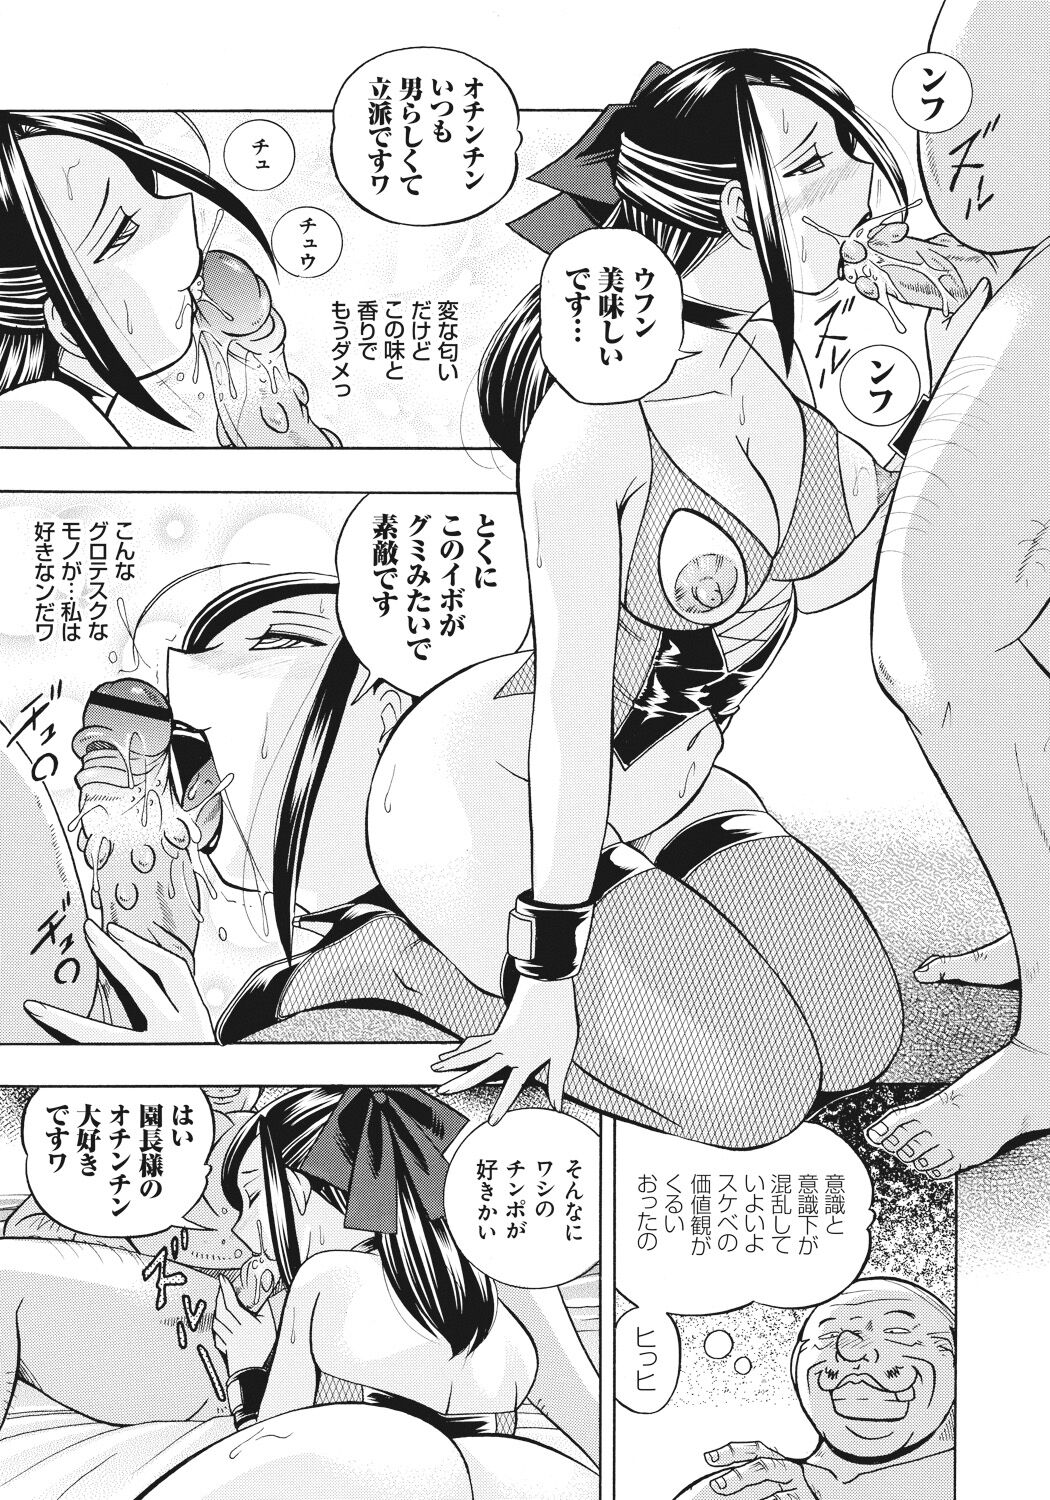 ンフ
ズル
ウフン
美味しい
です…
ンフ
オチンチン
いつも
男らしくて
立派ですワ
チュ
チュウ
変な匂い
だけど
この味と
香りで
もうダメっ
とくに
このイボが
グミみたいで
素敵です
こんな
グロテスクな
モノが…私は
好きなンだワ
チュウ
チュウ
意識と
意識下が
混乱して
いよいよ
スケベの
価値観が
くるい
おったの
ヒッヒ
そんなに
ワシの
チンポが
好きかい
はい
園長様の
オチンチン
大好き
ですワ
ズル
ズル